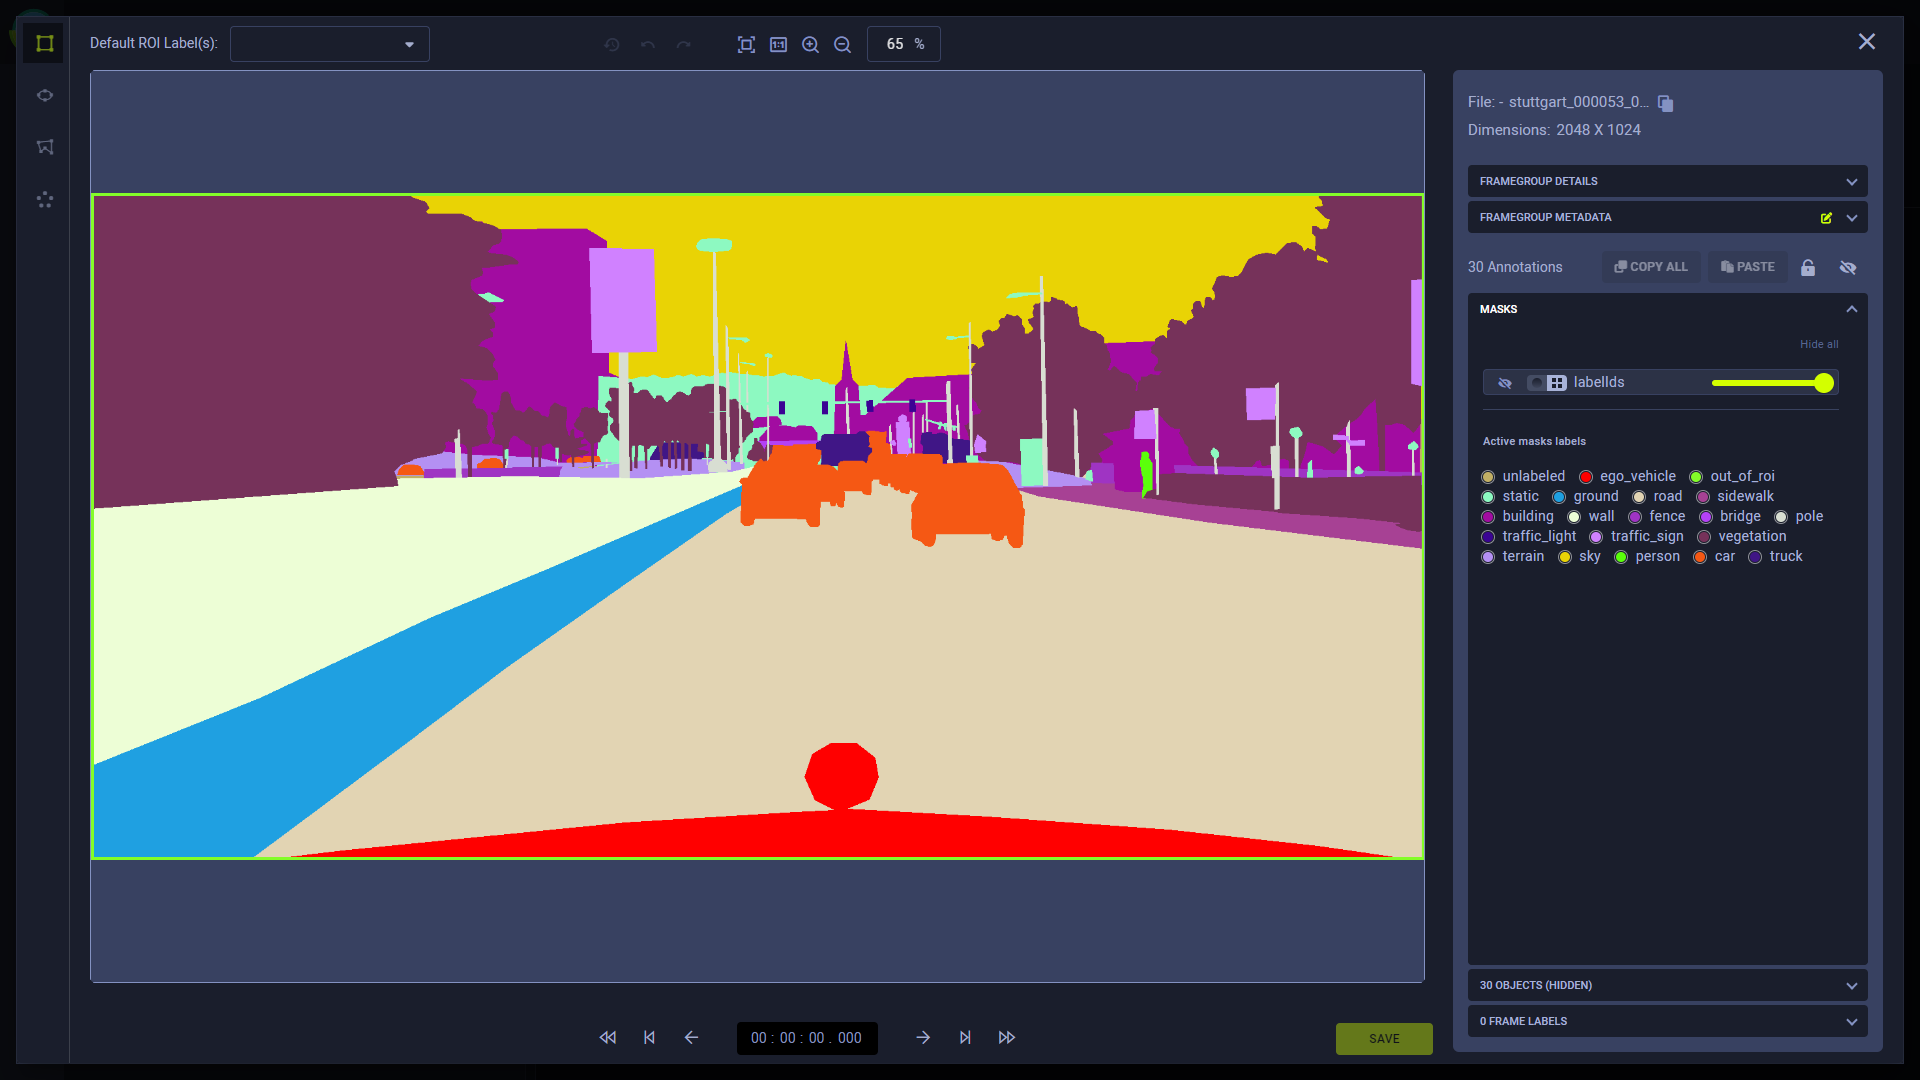 Default ROI Label(s):
1:1
65 %
File: - stuttgart_000053_0...
Dimensions: 2048 X 1024
FRAMEGROUP DETAILS
FRAMEGROUP METADATA
30 Annotations COPY ALL PASTE
MASKS
Hide all
labelIds
Active masks labels
unlabeled ego_vehicle out_of_roi
static ground road sidewalk
building wall fence bridge pole
traffic_light traffic_sign vegetation
terrain sky person car truck
30 OBJECTS (HIDDEN)
0 FRAME LABELS
00 : 00 : 00 . 000
SAVE